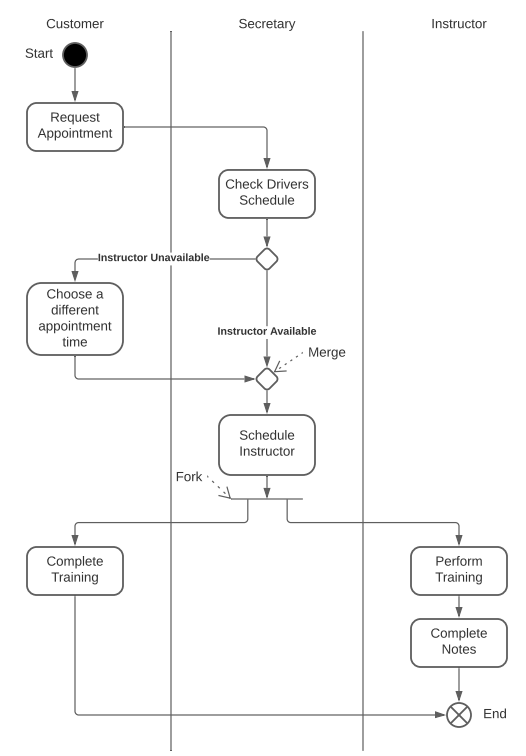 Customer
Secretary
Instructor
Start
Request
Appointment
Check Drivers
Schedule
Instructor Unavailable
Choose a
different
appointment
time
Instructor Available
Merge
Schedule
Instructor
Fork
Complete
Training
Perform
Training
Complete
Notes
End